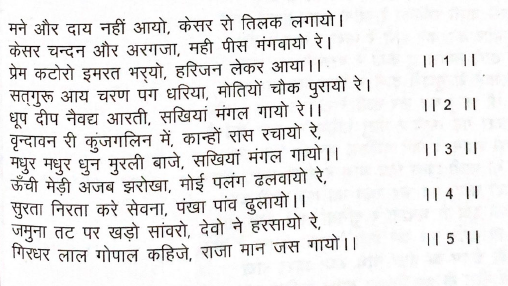 मने और दाय नहीं आयो, केसर रो तिलक लगायो।
केसर चन्दन और अरगजा, मही पीस मंगवायो रे।
प्रेम कटोरो इमरत भर्‌यो, हरिजन लेकर आया।। ।। 1 ।।
सत्‌गुरू आय चरण पग धरिया, मोतियों चौक पुरायो रे।
धूप दीप नैवद्य आरती, सखियां मंगल गायो रे।। ।। 2 ।।
वृन्दावन री कुंजगलिन में, कान्हों रास रचायो रे,
मधुर मधुर धुन मुरली बाजे, सखियां मंगल गायो।। ।। 3 ।।
ऊँची मेड़ी अजब झरोखा, मोई पलंग ढलवायो रे,
सुरता निरता करे सेवना, पंखा पांव ढुलायो।। ।। 4 ।।
जमुना तट पर खड़ो सांवरो, देवो ने हरसायो रे,
गिरधर लाल गोपाल कहिजे, राजा मान जस गायो।। ।। 5 ।।